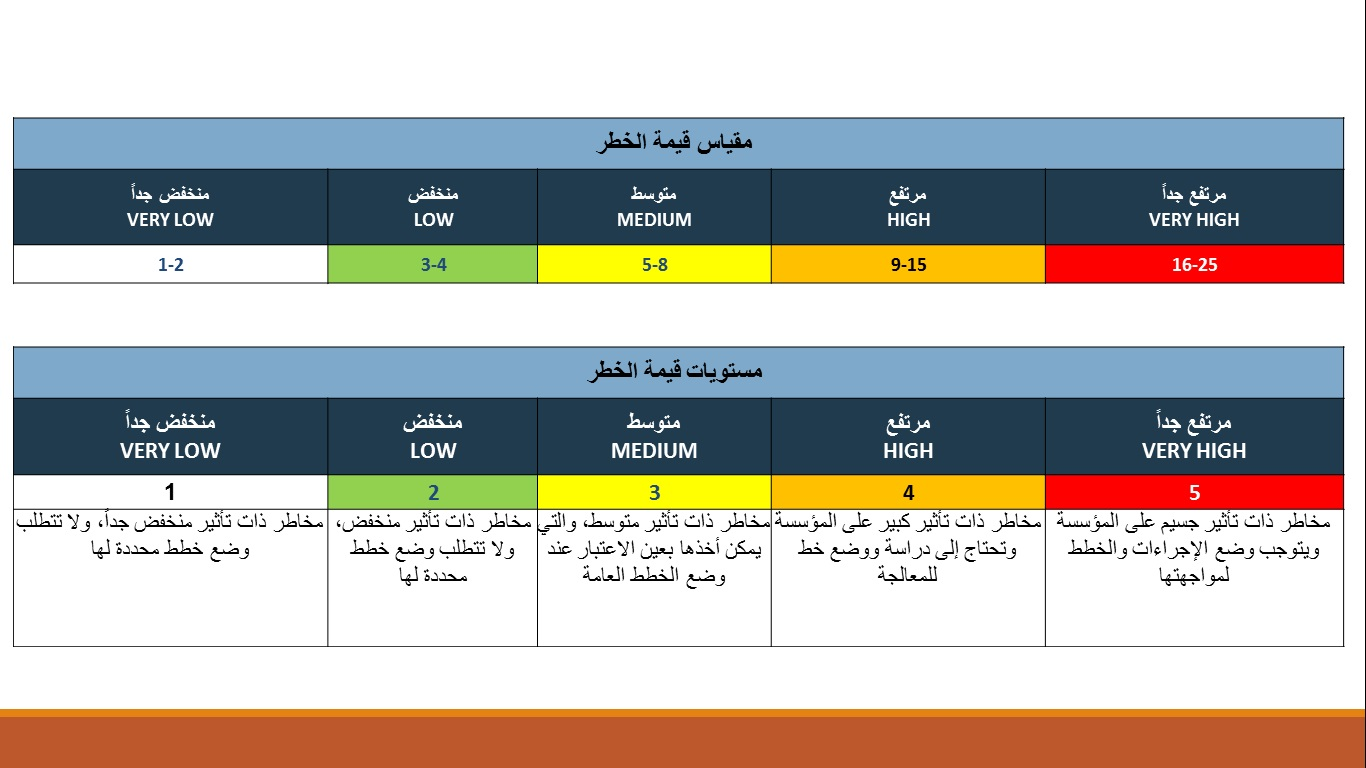 مقياس قيمة الخطر
مرتفع جداً
VERY HIGH
مرتفع
HIGH
متوسط
MEDIUM
منخفض
LOW
منخفض جداً
VERY LOW
16-25
9-15
5-8
3-4
1-2
مستويات قيمة الخطر
مرتفع جداً
VERY HIGH
مرتفع
HIGH
متوسط
MEDIUM
منخفض
LOW
منخفض جداً
VERY LOW
5
4
3
2
1
مخاطر ذات تأثير جسيم على المؤسسة
ويتوجب وضع الإجراءات والخطط
لمواجهتها
مخاطر ذات تأثير كبير على المؤسسة
وتحتاج إلى دراسة ووضع خط
للمعالجة
مخاطر ذات تأثير متوسط، والتي
يمكن أخذها بعين الاعتبار عند
وضع الخطط العامة
مخاطر ذات تأثير منخفض،
ولا تتطلب وضع خطط
محددة لها
مخاطر ذات تأثير منخفض جداً، ولا تتطلب
وضع خطط محددة لها